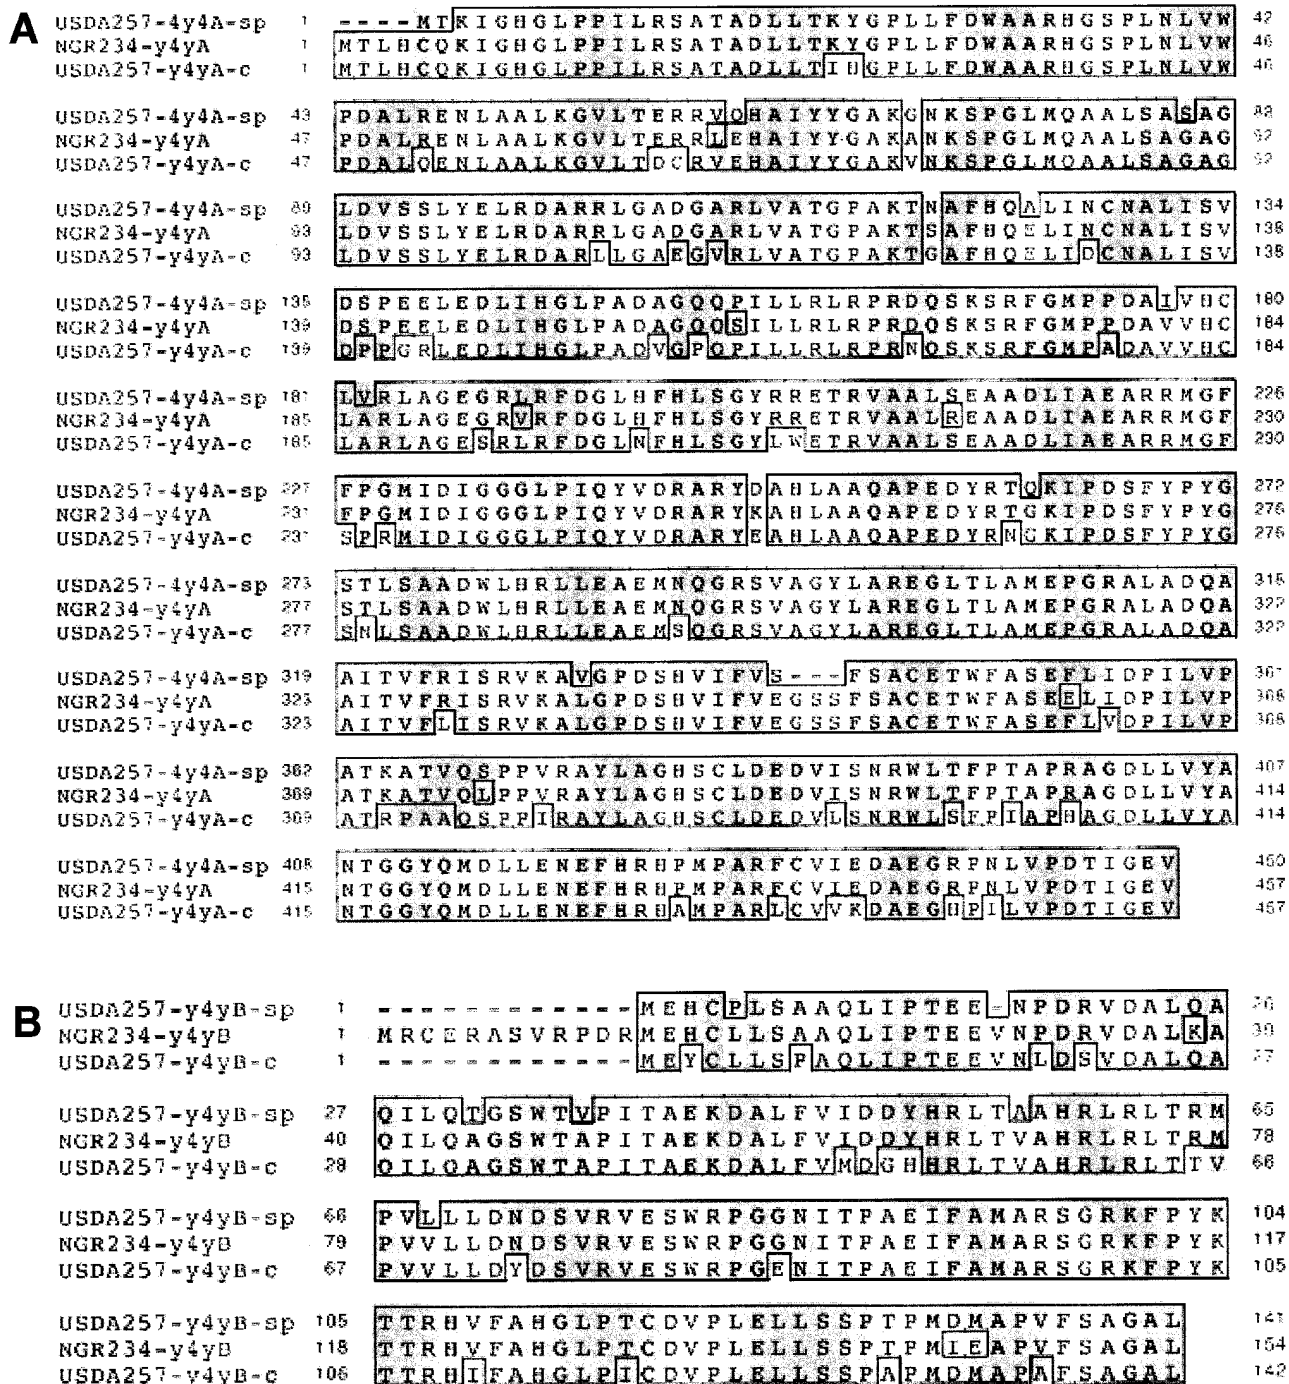 A
USDA257-4y4A-sp 1 ----MTKIGHGLPPILRSATADLLTKYGPLLFDWAARHGSPLNLVW 42
NGR234-y4yA 1 MTLHCQKIGHGLPPILRSATADLLTKYGPLLFDWAARHGSPLNLVW 46
USDA257-y4yA-c 1 MTLHCQKIGHGLPPILRSATADLLTIHGPLLFDWAARHGSPLNLVW 46
USDA257-4y4A-sp 43 PDALRENLAALKGVLTERRVQHAIYYGAKGNKSPGLMQAALSASAG 88
NGR234-y4yA 47 PDALRENLAALKGVLTERRLEHAIYYGAKANKSPGLMQAALSAGAG 92
USDA257-y4yA-c 47 PDALQENLAALKGVLTDCRVEHAIYYGAKVNKSPGLMQAALSAGAG 92
USDA257-4y4A-sp 89 LDVSSLYELRDARRLGADGARLVATGPAKTNAFHQALINCNALISV 134
NGR234-y4yA 93 LDVSSLYELRDARRLGADGARLVATGPAKTSAFHQELINCNALISV 138
USDA257-y4yA-c 93 LDVSSLYELRDARLLGAEGVRLVATGPAKTGAFHQELIDCNALISV 138
USDA257-4y4A-sp 135 DSPEELEDLIHGLPADAGQQPILLRLRPRDQSKSRFGMPPDAIVHC 180
NGR234-y4yA 139 DSPEELEDLIHGLPADAGQQSILLRLRPRDQSKSRFGMPPDAVVHC 184
USDA257-y4yA-c 139 DPPGRLEDLIHGLPADVGPQPILLRLRPRNQSKSRFGMPADAVVHC 184
USDA257-4y4A-sp 181 LVRLAGEGRLRFDGLHFHLSGYRRETRVAALSEAADLIAEARRMGF 226
NGR234-y4yA 185 LARLAGEGRVRFDGLHFHLSGYRRETRVAALREAADLIAEARRMGF 230
USDA257-y4yA-c 185 LARLAGESRLRFDGLNFHLSGYLWETRVAALSEAADLIAEARRMGF 230
USDA257-4y4A-sp 227 FPGMIDIGGGLPIQYVDRARYDAHLAAQAPEDYRTQKIPDSFYPYG 272
NGR234-y4yA 231 FPGMIDIGGGLPIQYVDRARYKAHLAAQAPEDYRTGKIPDSFYPYG 276
USDA257-y4yA-c 231 SPRMIDIGGGLPIQYVDRARYEAHLAAQAPEDYRNGKIPDSFYPYG 276
USDA257-4y4A-sp 273 STLSAADWLHRLLEAEMNQGRSVAGYLAREGLTLAMEPGRALADQA 318
NGR234-y4yA 277 STLSAADWLHRLLEAEMNQGRSVAGYLAREGLTLAMEPGRALADQA 322
USDA257-y4yA-c 277 SNLSAADWLHRLLEAEMSQGRSVAGYLAREGLTLAMEPGRALADQA 322
USDA257-4y4A-sp 319 AITVFRISRVKAVGPDSHVIFVS---FSACETWFASEFLIDPILVP 361
NGR234-y4yA 323 AITVFRISRVKALGPDSHVIFVEGSSFSACETWFASEELIDPILVP 368
USDA257-y4yA-c 323 AITVFLISRVKALGPDSHVIFVEGSSFSACETWFASEFLVDPILVP 368
USDA257-4y4A-sp 362 ATKATVQSPPVRAYLAGHSCLDEDVISNRWLTFPTAPRAGDLLVYA 407
NGR234-y4yA 369 ATKATVQLPPVRAYLAGHSCLDEDVISNRWLTFPTAPRAGDLLVYA 414
USDA257-y4yA-c 369 ATRPAAQSPPIRAYLAGHSCLDEDVLSNRWLSFPIAPHAGDLLVYA 414
USDA257-4y4A-sp 408 NTGGYQMDLLENEFHRHPMPARFCVIEDAEGRPNLVPDTIGEV 450
NGR234-y4yA 415 NTGGYQMDLLENEFHRHPMPARFCVIEDAEGRPNLVPDTIGEV 457
USDA257-y4yA-c 415 NTGGYQMDLLENEFHRHAMPARLCVVKDAEGHPILVPDTIGEV 457
B
USDA257-y4yB-sp 1 ------------MEHCPLSAAQLIPTEE-NPDRVDALQA 26
NGR234-y4yB 1 MRCERASVRPDRMEHCLLSAAQLIPTEEVNPDRVDALKA 39
USDA257-y4yB-c 1 ------------MEYCLLSPAQLIPTEEVNLDSVDALQA 27
USDA257-y4yB-sp 27 QILQTGSWTVPITAEKDALFVIDDYHRLTAAHRLRLTRM 65
NGR234-y4yB 40 QILQAGSWTAPITAEKDALFVIDDYHRLTVAHRLRLTRM 78
USDA257-y4yB-c 28 QILQAGSWTAPITAEKDALFVMDGHHRLTVAHRLRLTTV 66
USDA257-y4yB-sp 66 PVLLLDNDSVRVESWRPGGNITPAEIFAMARSGRKFPYK 104
NGR234-y4yB 79 PVVLLDNDSVRVESWRPGGNITPAEIFAMARSGRKFPYK 117
USDA257-y4yB-c 67 PVVLLDYDSVRVESWRPGENITPAEIFAMARSGRKFPYK 105
USDA257-y4yB-sp 105 TTRHVFAHGLPTCDVPLELLSSPTPMDMAPVFSAGAL 141
NGR234-y4yB 118 TTRHVFAHGLPTCDVPLELLSSPTPMIEAPVFSAGAL 154
USDA257-y4yB-c 106 TTRHIFAHGLPICDVPLELLSSPAPMDMAPAFSAGAL 142